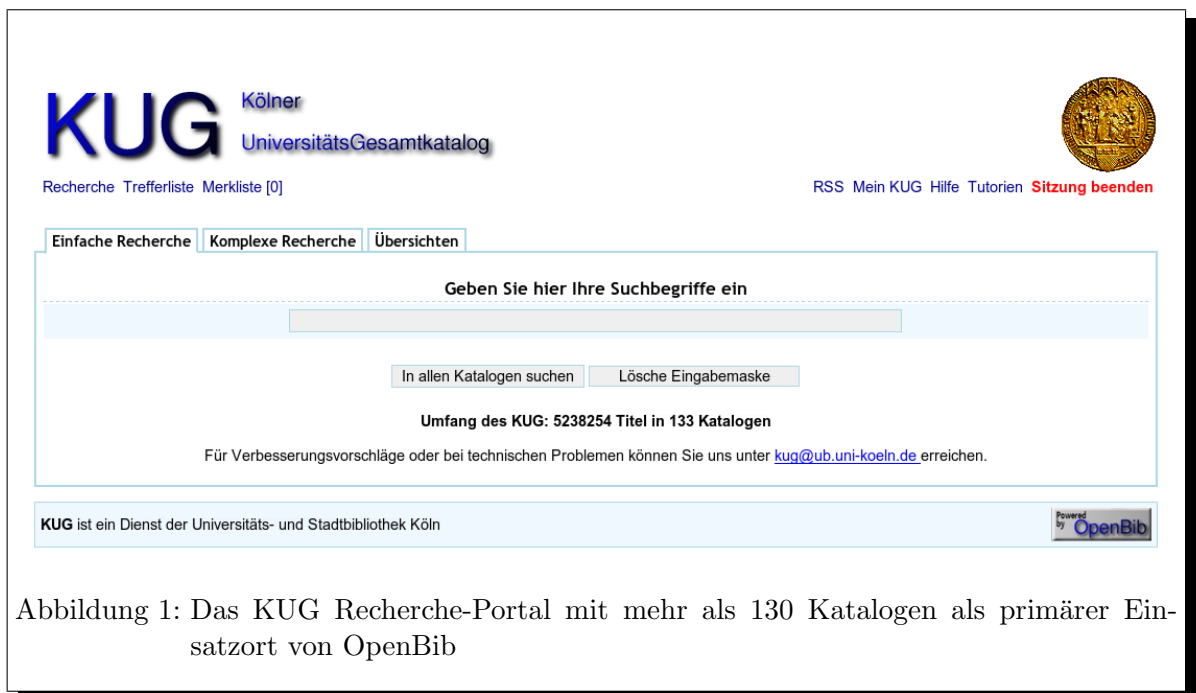 KUG
Kölner
UniversitätsGesamtkatalog
Recherche Trefferliste Merkliste [0]
RSS Mein KUG Hilfe Tutorien Sitzung beenden
Einfache Recherche Komplexe Recherche Übersichten
Geben Sie hier Ihre Suchbegriffe ein
In allen Katalogen suchen Lösche Eingabemaske
Umfang des KUG: 5238254 Titel in 133 Katalogen
Für Verbesserungsvorschläge oder bei technischen Problemen können Sie uns unter kug@ub.uni-koeln.de erreichen.
KUG ist ein Dienst der Universitäts- und Stadtbibliothek Köln
Powered
by OpenBib
Abbildung 1: Das KUG Recherche-Portal mit mehr als 130 Katalogen als primärer Ein-
satzort von OpenBib